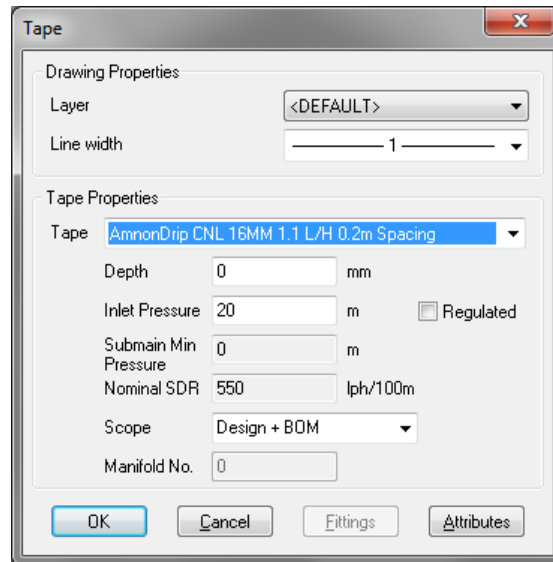 Tape
Drawing Properties
Layer <DEFAULT>
Line width 1
Tape Properties
Tape AmnonDrip CNL 16MM 1.1 L/H 0.2m Spacing
Depth 0 mm
Inlet Pressure 20 m Regulated
Submain Min Pressure 0 m
Nominal SDR 550 lph/100m
Scope Design + BOM
Manifold No. 0
OK Cancel Fittings Attributes